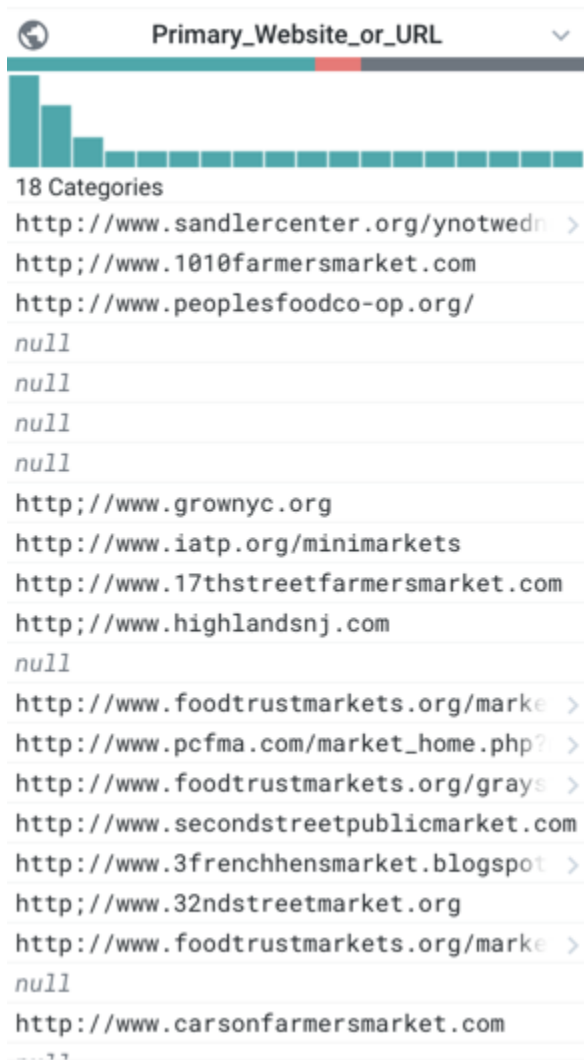 Primary_Website_or_URL
18 Categories
http://www.sandlercenter.org/ynotwedn
http;//www.1010farmersmarket.com
http://www.peoplesfoodco-op.org/
null
null
null
null
http;//www.grownyc.org
http://www.iatp.org/minimarkets
http://www.17thstreetfarmersmarket.com
http;//www.highlandsnj.com
null
http://www.foodtrustmarkets.org/marke
http://www.pcfma.com/market_home.php?
http://www.foodtrustmarkets.org/grays
http://www.secondstreetpublicmarket.com
http://www.3frenchhensmarket.blogspot
http;//www.32ndstreetmarket.org
http://www.foodtrustmarkets.org/marke
null
http://www.carsonfarmersmarket.com